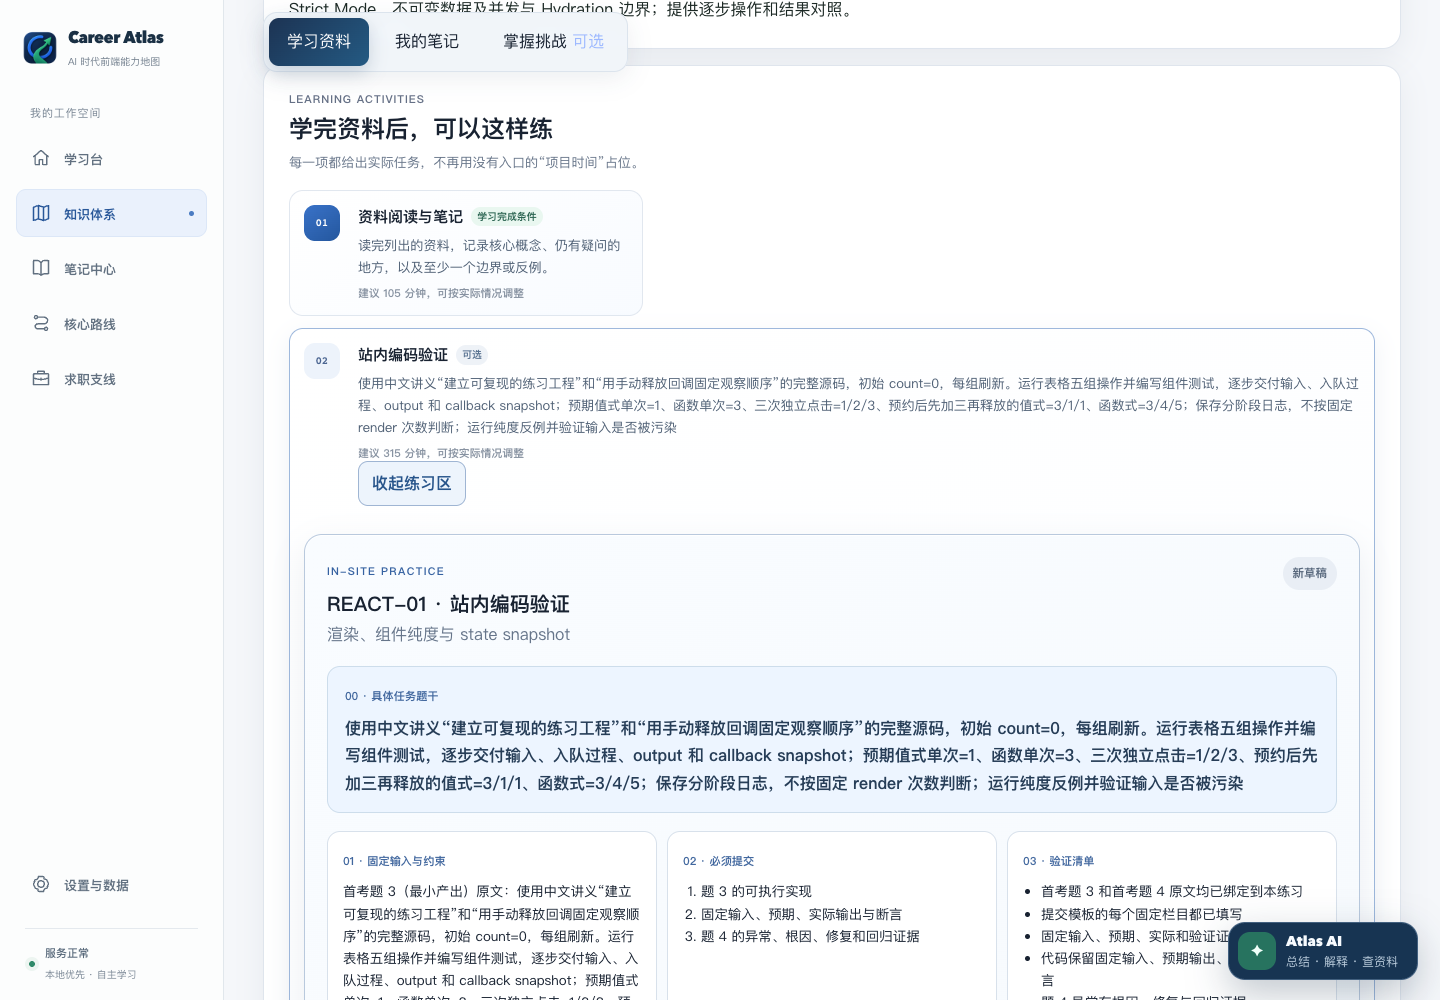 Career Atlas
AI 时代前端能力地图
我的工作空间
学习台
知识体系
笔记中心
核心路线
求职支线
设置与数据
服务正常
本地优先 · 自主学习
Strict Mode、不可变数据及并发与 Hydration 边界；提供逐步操作和结果对照。
学习资料
我的笔记
掌握挑战 可选
LEARNING ACTIVITIES
学完资料后，可以这样练
每一项都给出实际任务，不再用没有入口的“项目时间”占位。
01
资料阅读与笔记 学习完成条件
读完列出的资料，记录核心概念、仍有疑问的
地方，以及至少一个边界或反例。
建议 105 分钟，可按实际情况调整
02
站内编码验证 可选
使用中文讲义“建立可复现的练习工程”和“用手动释放回调固定观察顺序”的完整源码，初始 count=0，每组刷新。运行表格五组操作并编写组件测试，逐步交付输入、入队过
程、output 和 callback snapshot；预期值式单次=1、函数单次=3、三次独立点击=1/2/3、预约后先加三再释放的值式=3/1/1、函数式=3/4/5；保存分阶段日志，不按固定
render 次数判断；运行纯度反例并验证输入是否被污染
建议 315 分钟，可按实际情况调整
收起练习区
IN-SITE PRACTICE
新草稿
REACT-01 · 站内编码验证
渲染、组件纯度与 state snapshot
00 · 具体任务题干
使用中文讲义“建立可复现的练习工程”和“用手动释放回调固定观察顺序”的完整源码，初始 count=0，每组刷新。运行表格五组操作并编
写组件测试，逐步交付输入、入队过程、output 和 callback snapshot；预期值式单次=1、函数单次=3、三次独立点击=1/2/3、预约后先
加三再释放的值式=3/1/1、函数式=3/4/5；保存分阶段日志，不按固定 render 次数判断；运行纯度反例并验证输入是否被污染
01 · 固定输入与约束
首考题 3（最小产出）原文：使用中文讲义“建立
可复现的练习工程”和“用手动释放回调固定观察顺
序”的完整源码，初始 count=0，每组刷新。运行
表格五组操作并编写组件测试，逐步交付输入、入
队过程、output 和 callback snapshot；预期值式
单次=1、函数单次=3、三次独立点击=1/2/3、预
02 · 必须提交
1. 题 3 的可执行实现
2. 固定输入、预期、实际输出与断言
3. 题 4 的异常、根因、修复和回归证据
03 · 验证清单
首考题 3 和首考题 4 原文均已绑定到本练习
提交模板的每个固定栏目都已填写
固定输入、预期、实际和验证证
代码保留固定输入、预期输出、
言
题 4 异常有根因、修复与回归证据
Atlas AI
总结 · 解释 · 查资料